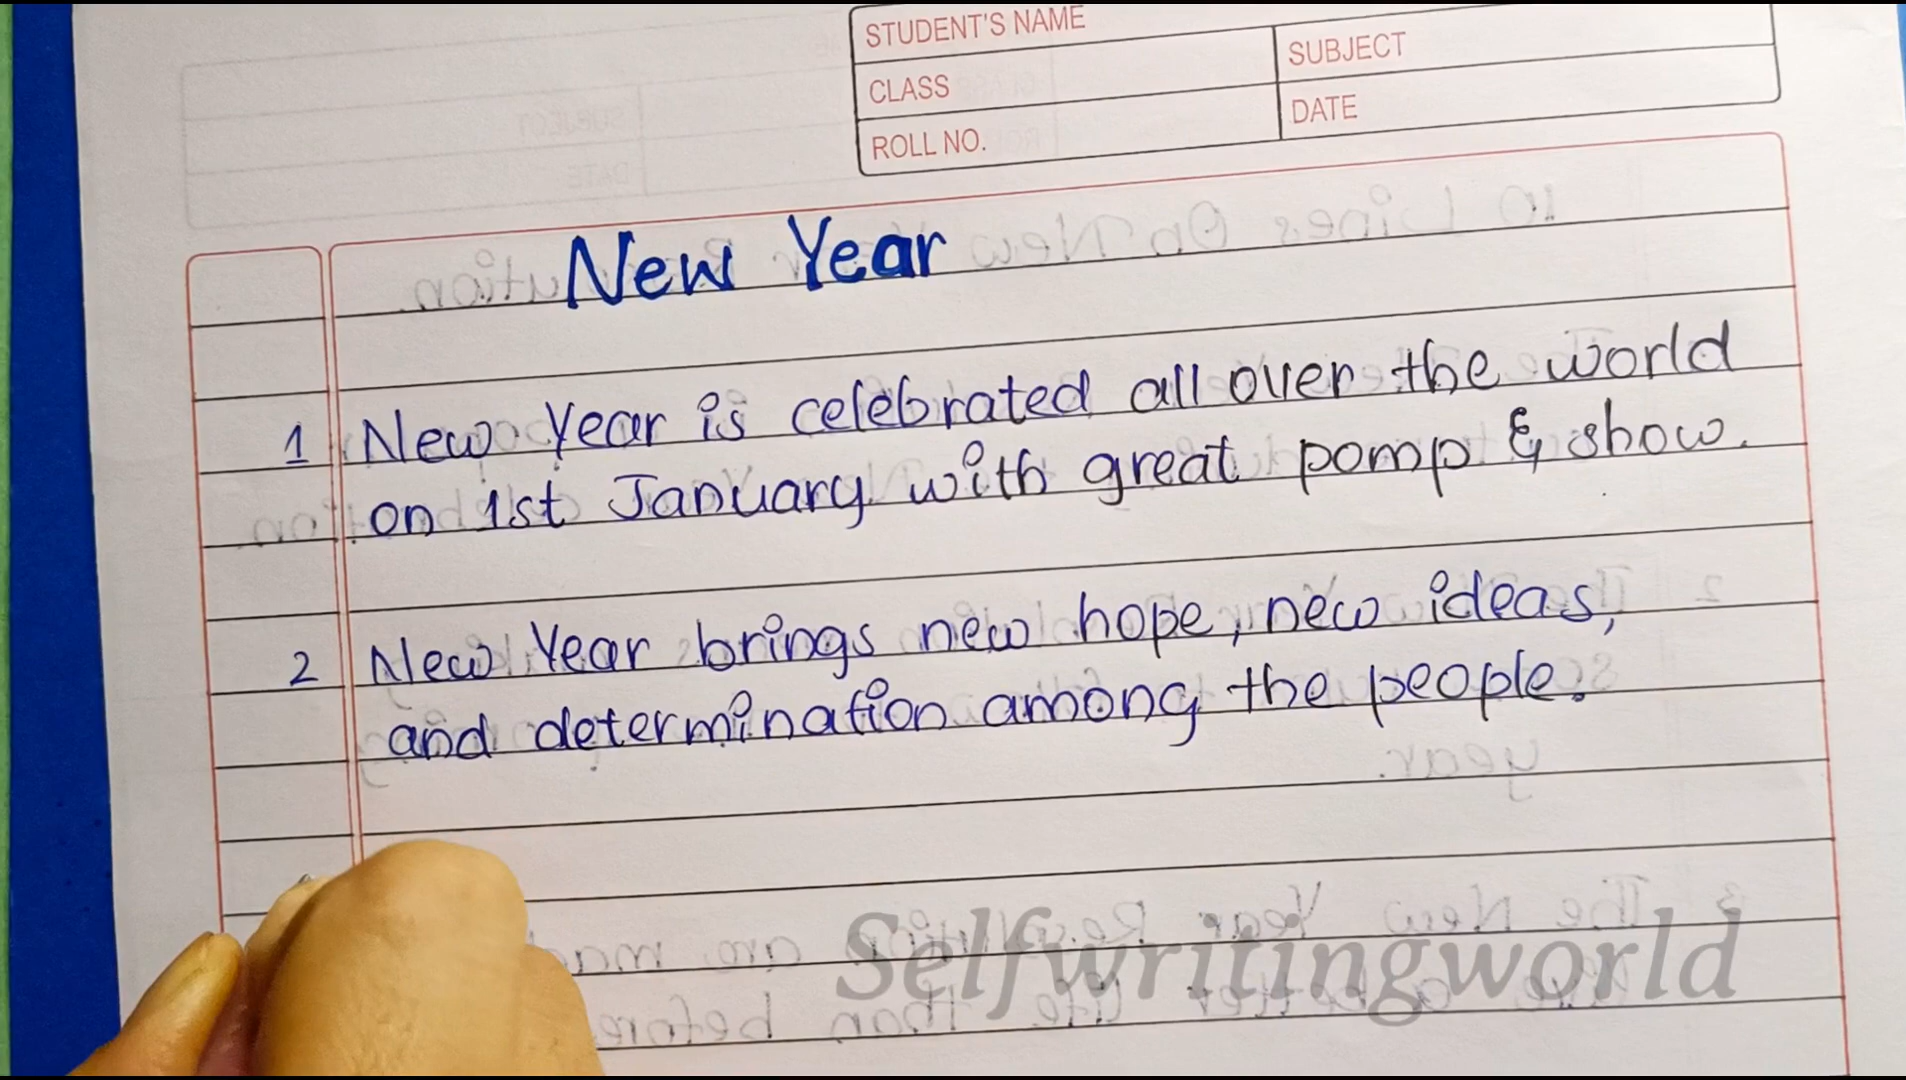 STUDENT'S NAME
CLASS
SUBJECT
ROLL NO.
DATE
New Year
1 New Year is celebrated all over the world
on 1st January with great pomp & show.
2 New Year brings new hope, new ideas,
and determination among the people.
Selfwritingworld